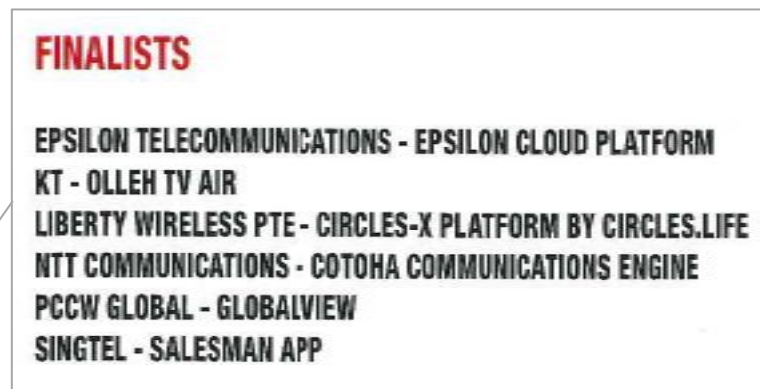 FINALISTS
EPSILON TELECOMMUNICATIONS - EPSILON CLOUD PLATFORM
KT - OLLEH TV AIR
LIBERTY WIRELESS PTE - CIRCLES-X PLATFORM BY CIRCLES.LIFE
NTT COMMUNICATIONS - COTOHA COMMUNICATIONS ENGINE
PCCW GLOBAL - GLOBALVIEW
SINGTEL - SALESMAN APP